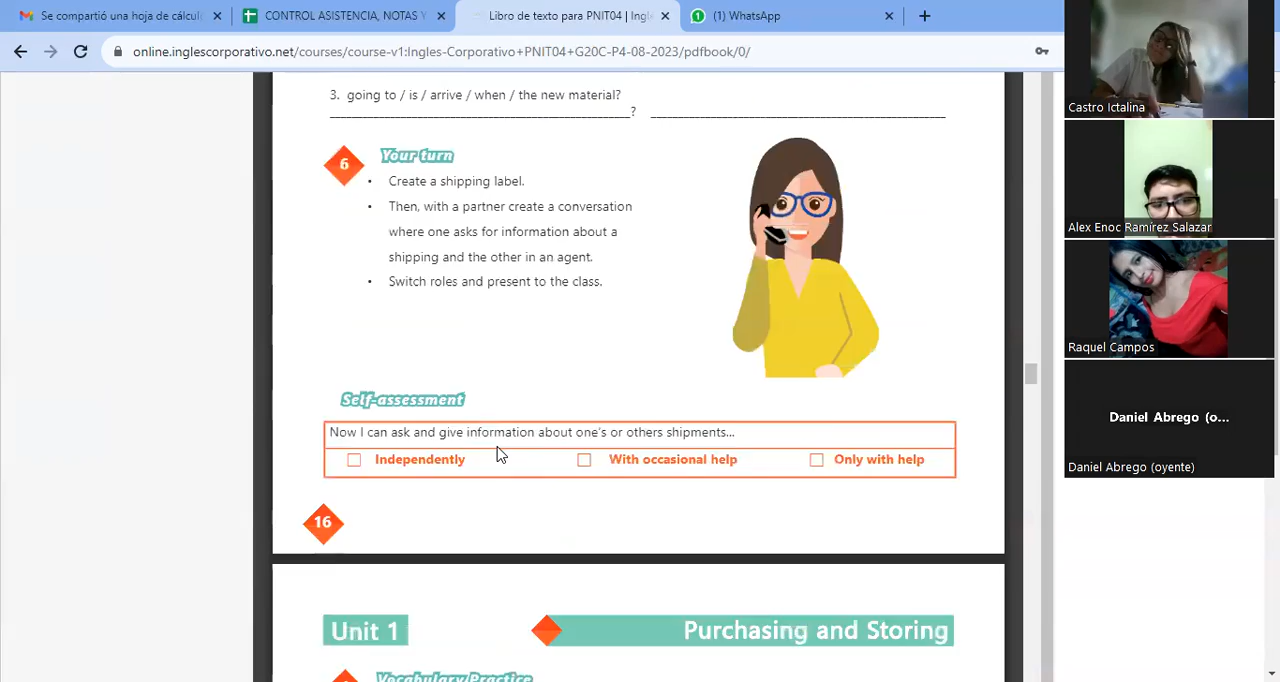 Se compartió una hoja de cálcul
CONTROL ASISTENCIA, NOTAS Y
Libro de texto para PNIT04 | Ingl
1 (1) WhatsApp
online.inglescorporativo.net/courses/course-v1:Ingles-Corporativo+PNIT04+G20C-P4-08-2023/pdfbook/0/
3. going to / is / arrive / when / the new material?
?
6 Your turn
• Create a shipping label.
• Then, with a partner create a conversation
where one asks for information about a
shipping and the other in an agent.
• Switch roles and present to the class.
Self-assessment
Now I can ask and give information about one's or others shipments...
Independently With occasional help Only with help
16
Unit 1 Purchasing and Storing
Vocabulary Practice
Castro Ictalina
Alex Enoc Ramirez Salazar
Raquel Campos
Daniel Abrego (o...
Daniel Abrego (oyente)